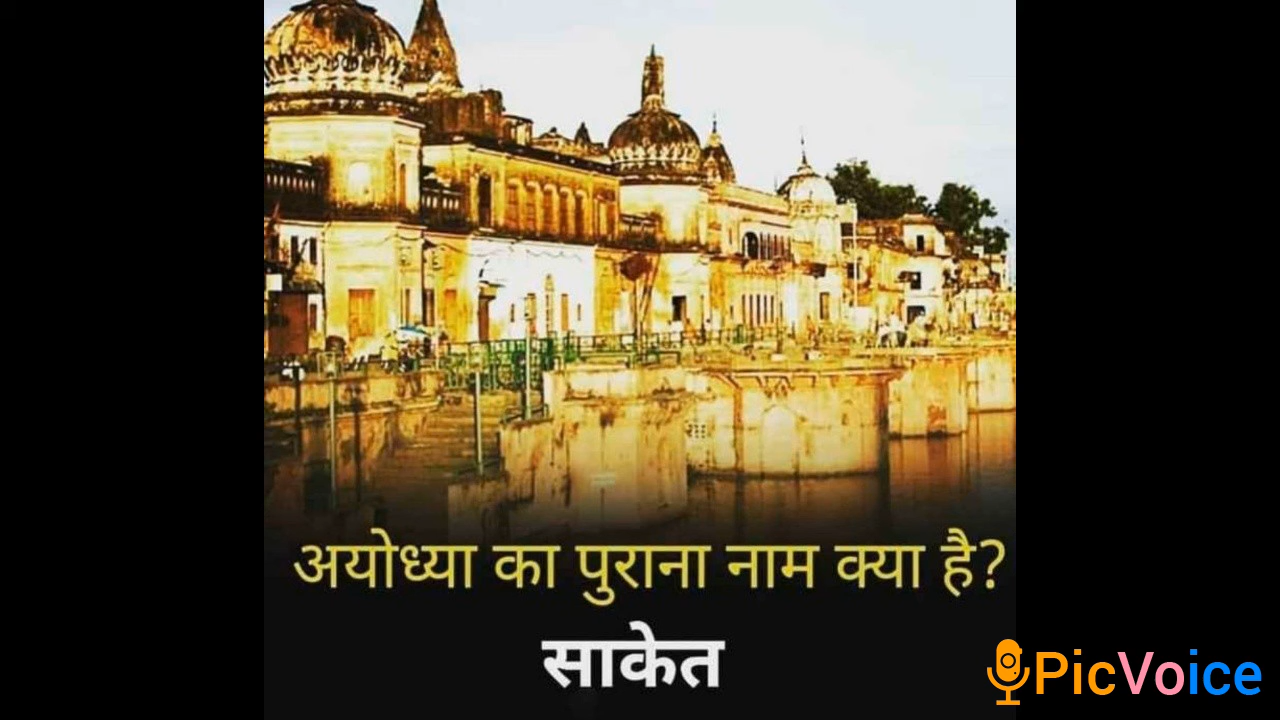 अयोध्या का पुराना नाम क्या है?
साकेत
PicVoice